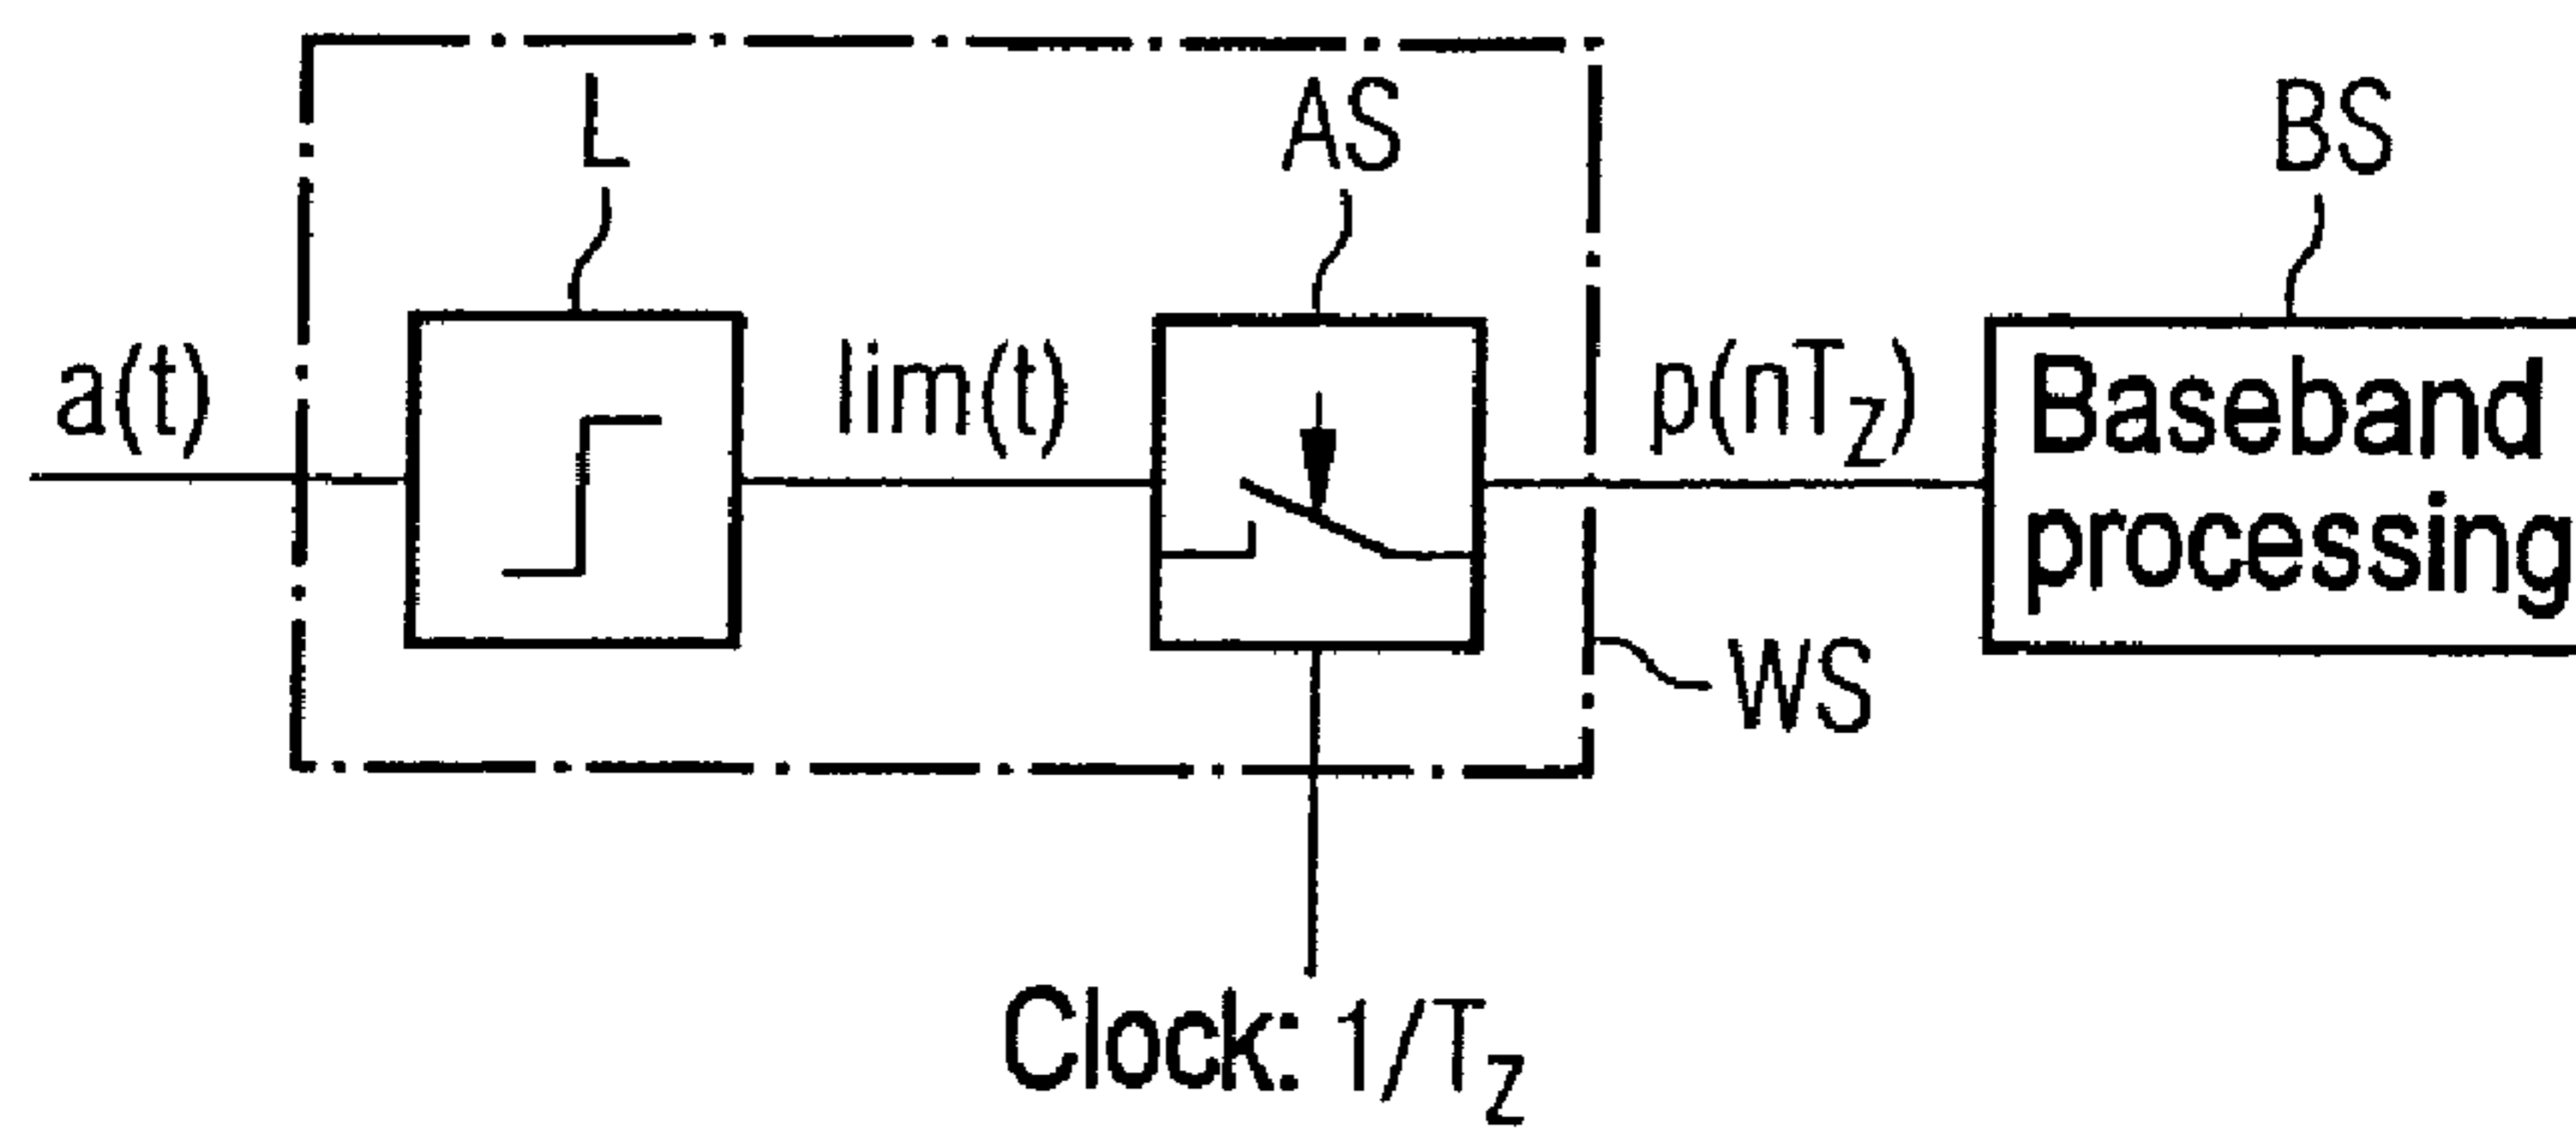 L
AS
BS
a(t)
lim(t)
p(nT_Z)
Baseband
processing
WS
Clock: 1/T_Z